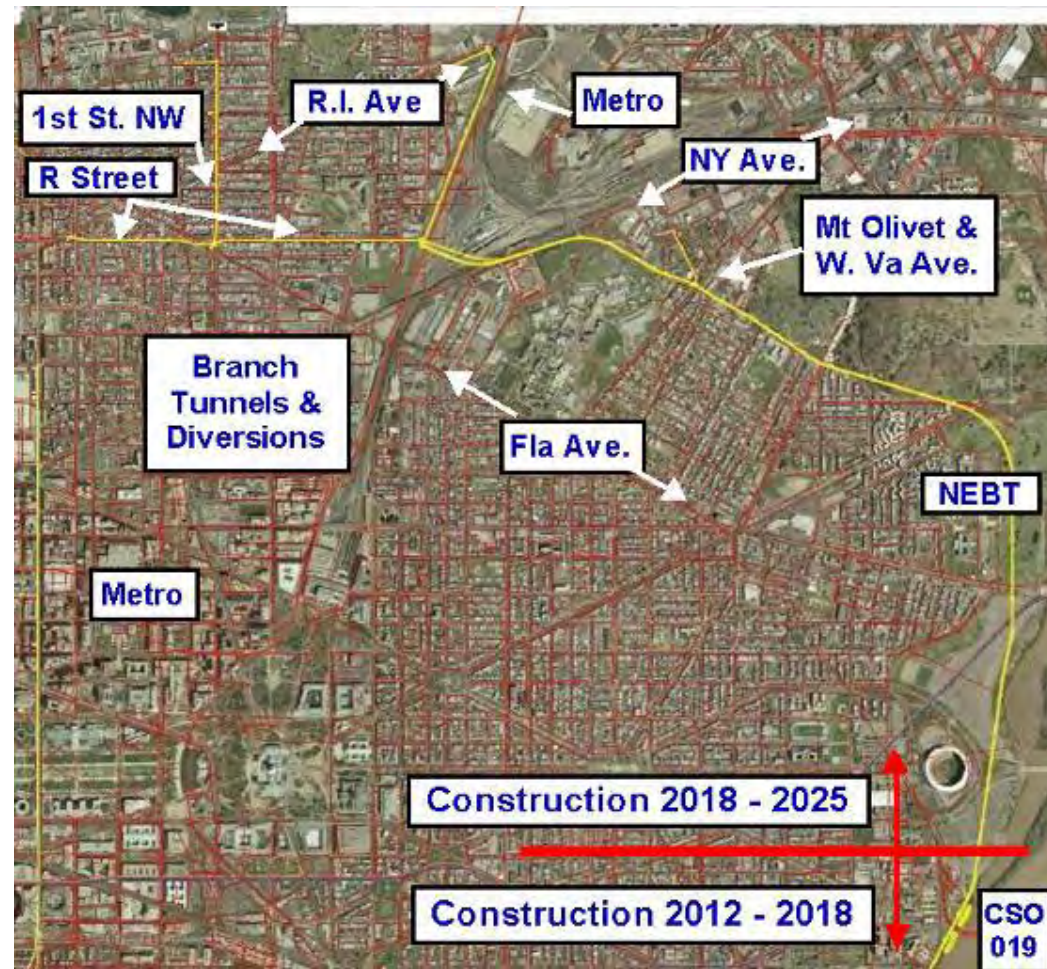 R.I. Ave
Metro
1st St. NW
NY Ave.
R Street
Mt Olivet &
W. Va Ave.
Branch
Tunnels &
Diversions
Fla Ave.
NEBT
Metro
Construction 2018 - 2025
Construction 2012 - 2018
CSO
019